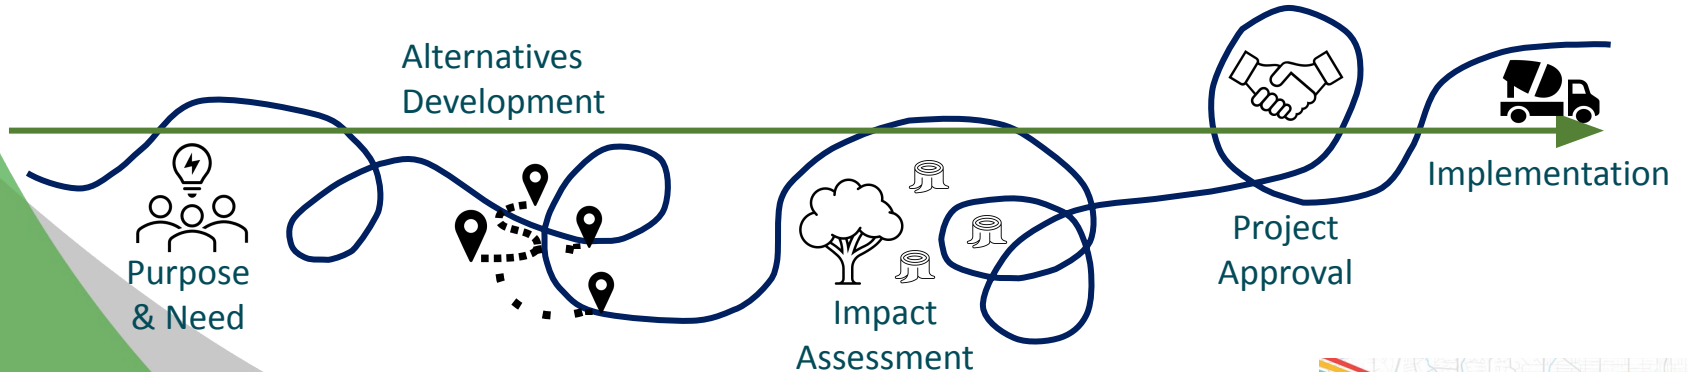 Alternatives
Development
Purpose
& Need
Impact
Assessment
Project
Approval
Implementation